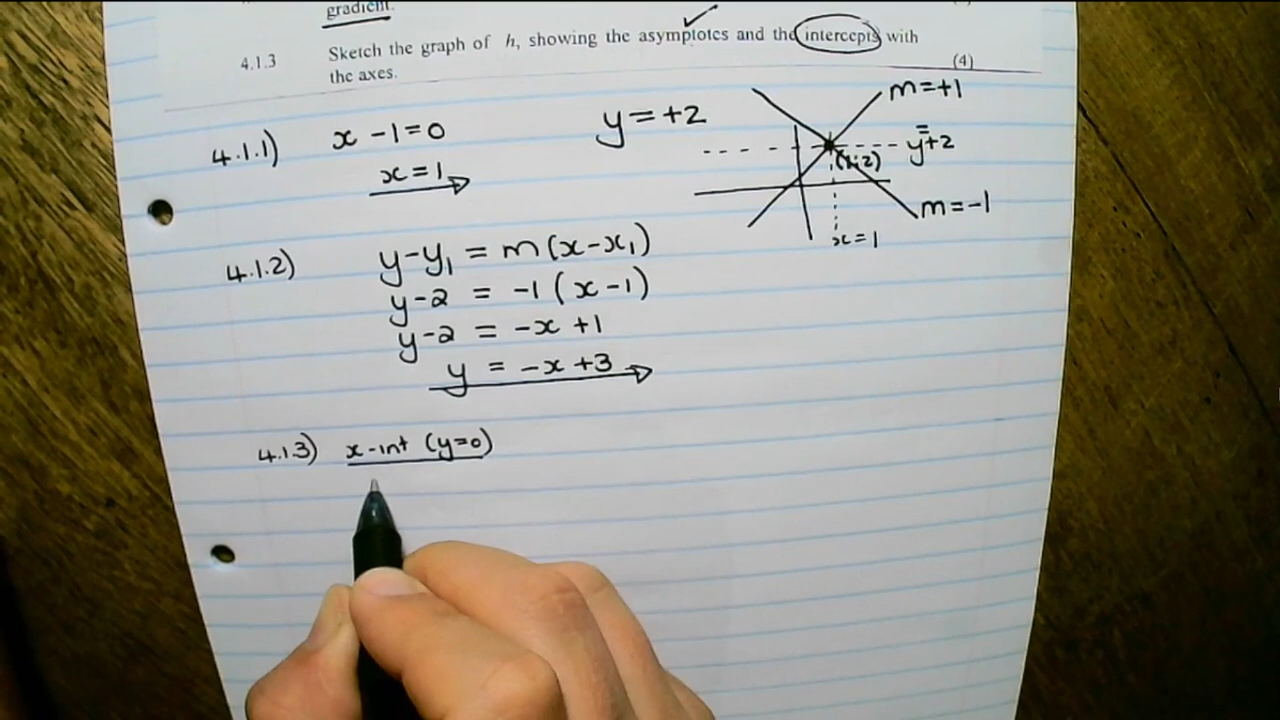 gradient.
4.1.3 Sketch the graph of h, showing the asymptotes and the intercepts with
the axes.
(4)
4.1.1) x - 1 = 0
x = 1
y = +2
m = +1
y = +2
(1;2)
m = -1
x = 1
4.1.2) y - y₁ = m(x - x₁)
y - 2 = -1(x - 1)
y - 2 = -x + 1
y = -x + 3
4.1.3) x-int (y=0)